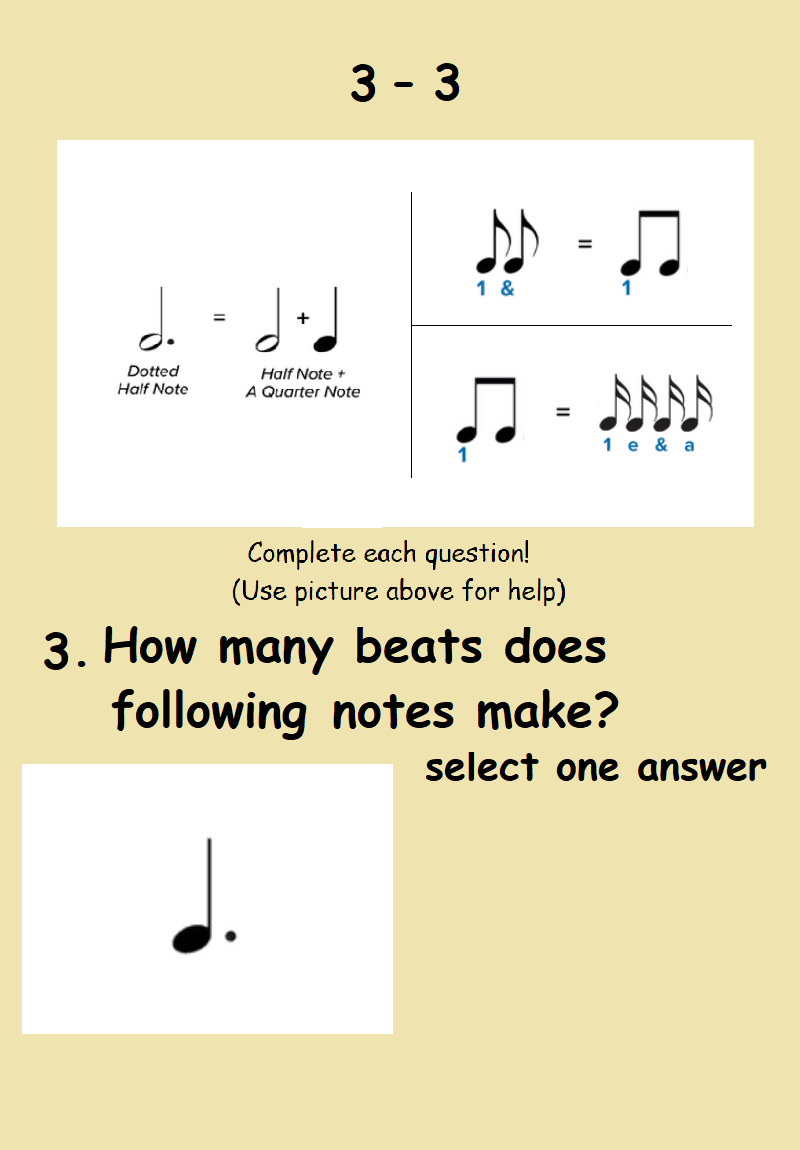 3 - 3
1 &
=
1
=
+
Dotted
Half Note
Half Note +
A Quarter Note
=
1
1 e & a
Complete each question!
(Use picture above for help)
3. How many beats does
following notes make?
select one answer